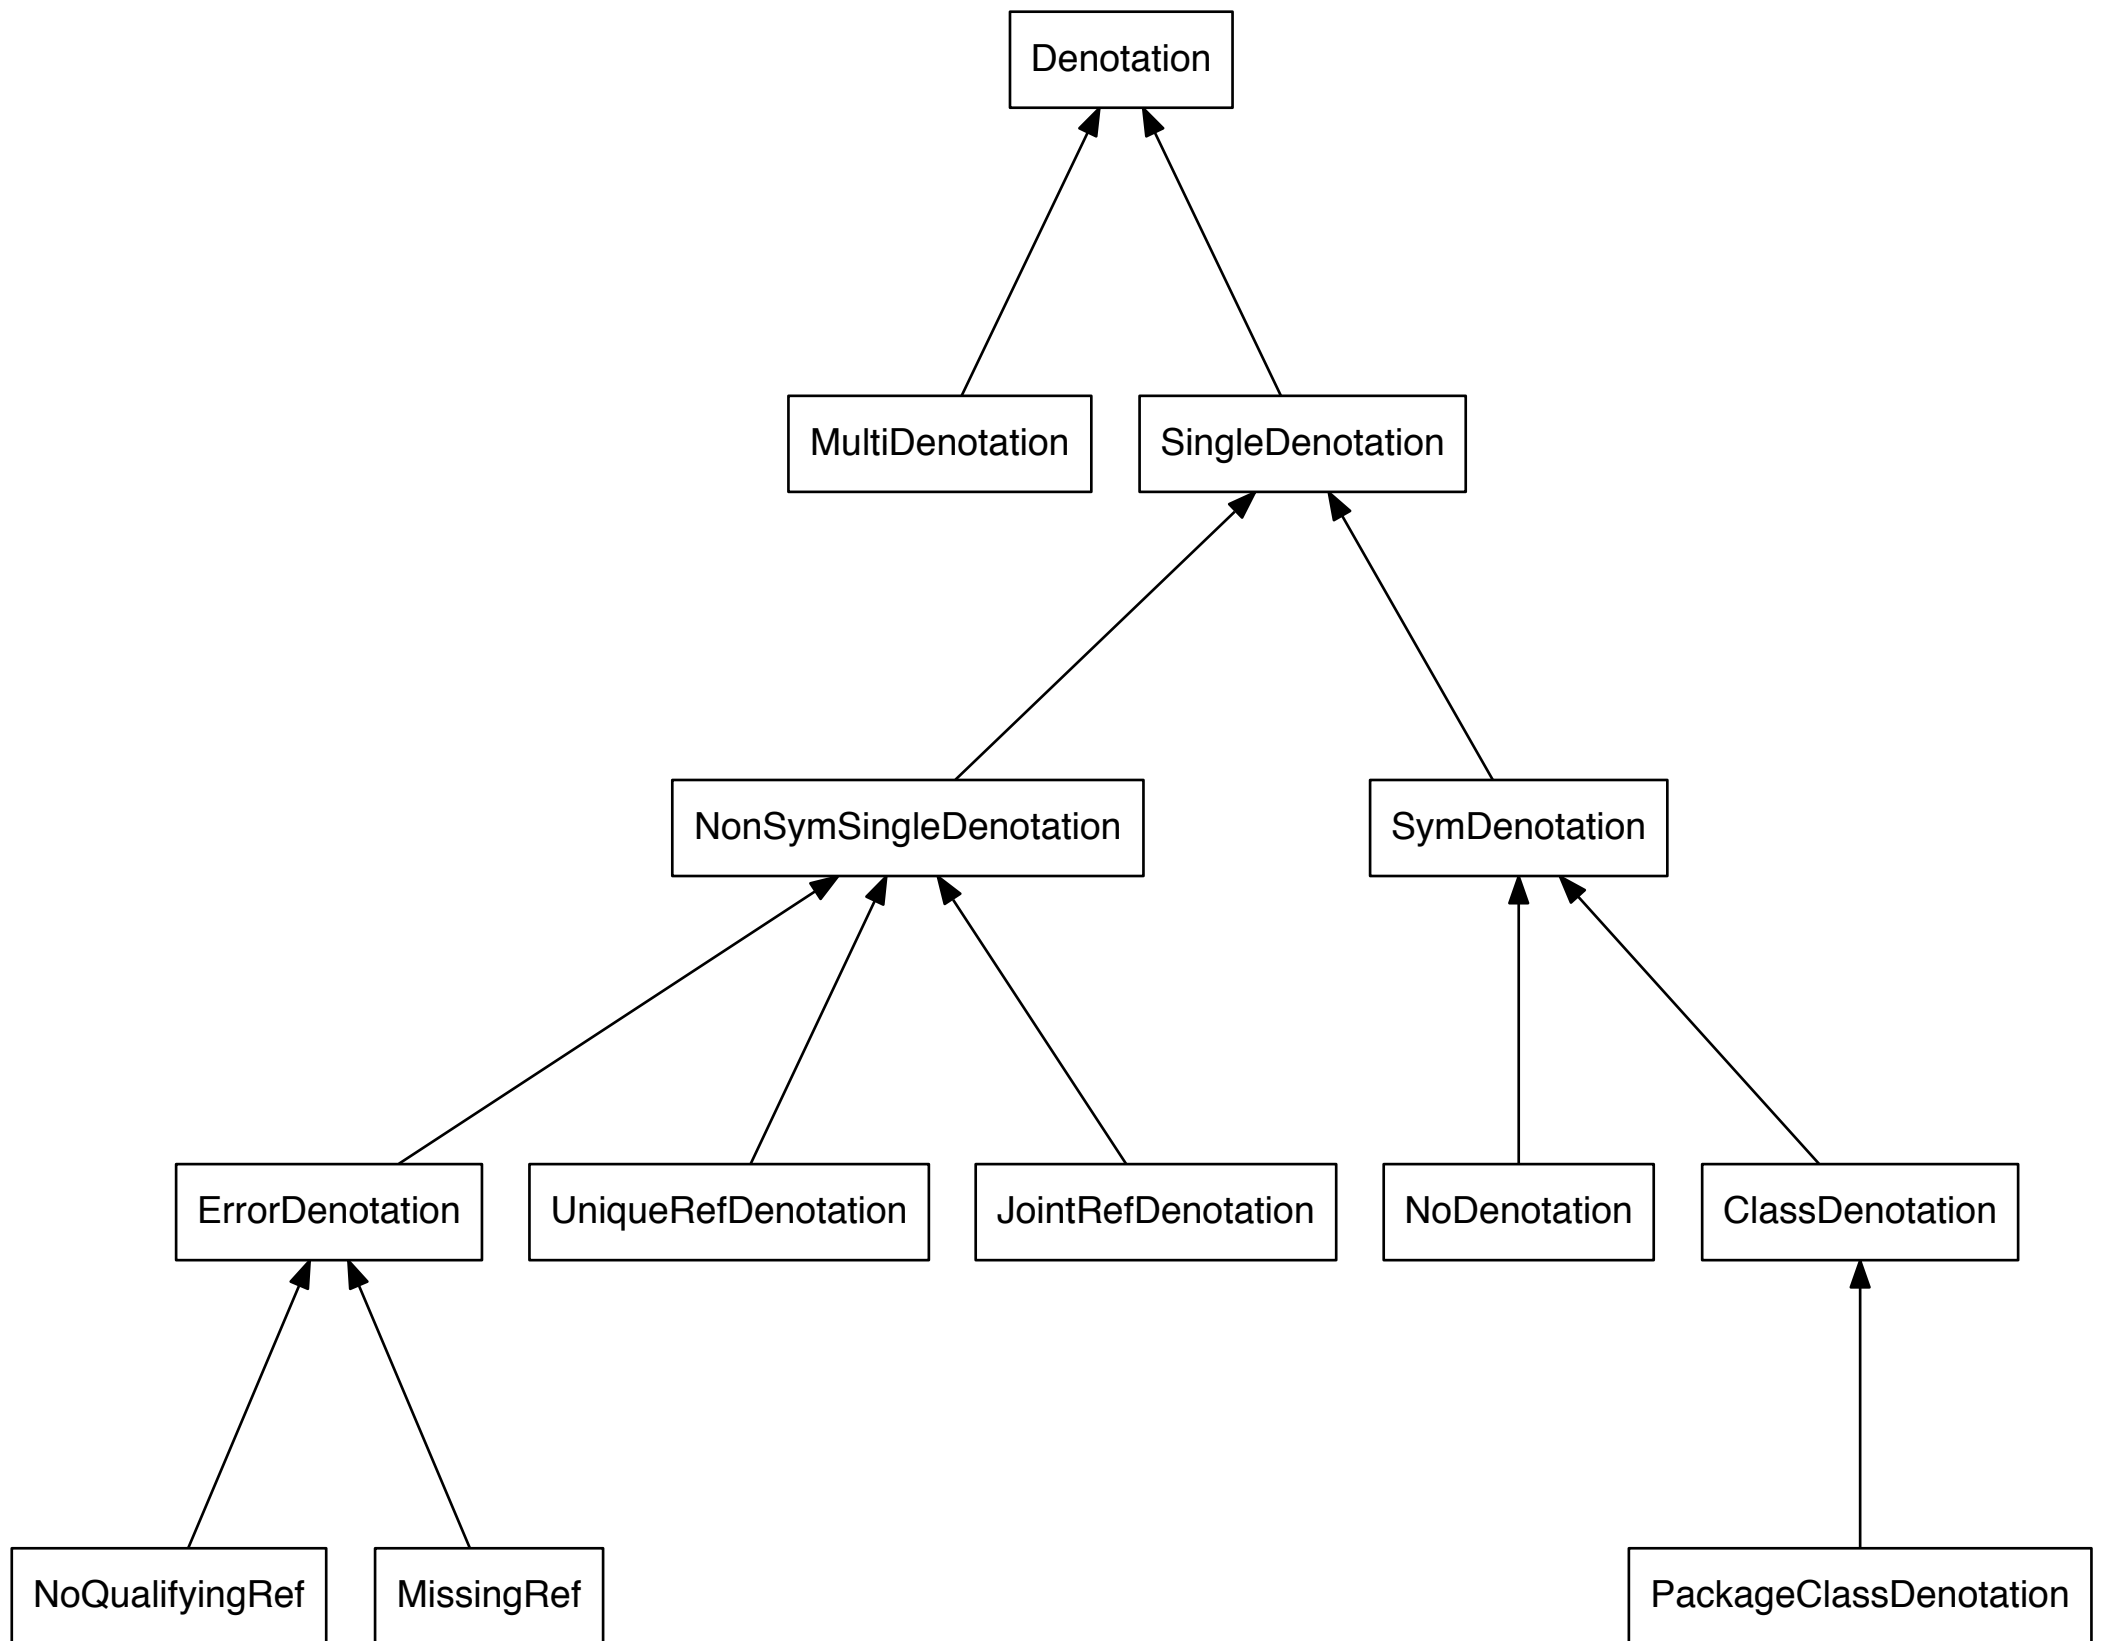 Denotation
MultiDenotation
SingleDenotation
NonSymSingleDenotation
SymDenotation
ErrorDenotation
UniqueRefDenotation
JointRefDenotation
NoDenotation
ClassDenotation
NoQualifyingRef
MissingRef
PackageClassDenotation